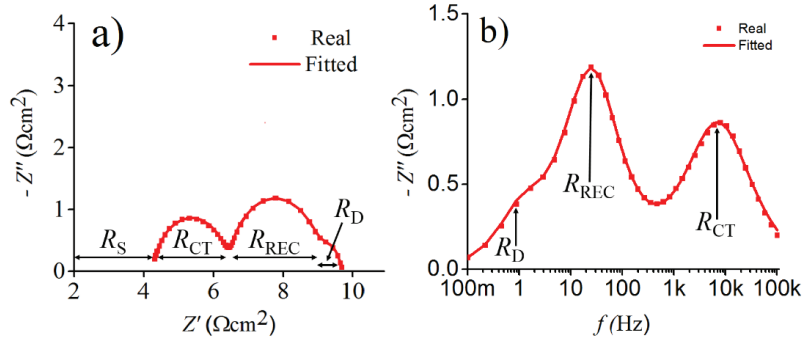 a)
Real
Fitted
4
3
2
1
0
- Z'' (Ωcm²)
R_S
R_CT
R_REC
R_D
2
4
6
8
10
Z' (Ωcm²)
b)
Real
Fitted
1.5
1.0
0.5
0.0
- Z'' (Ωcm²)
R_D
R_REC
R_CT
100m
1
10
100
1k
10k
100k
f (Hz)